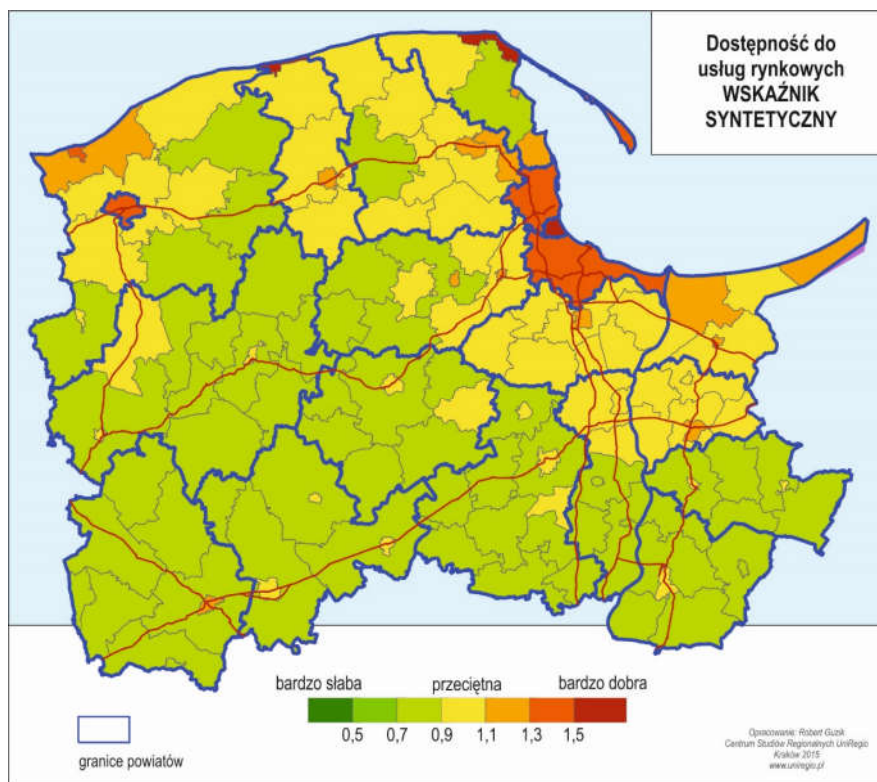 Dostępność do
usług rynkowych
WSKAŹNIK
SYNTETYCZNY
bardzo słaba przeciętna bardzo dobra
0,5 0,7 0,9 1,1 1,3 1,5
granice powiatów
Opracowanie: Robert Guzik
Centrum Studiów Regionalnych UniRegio
Kraków 2015
www.uniregio.pl